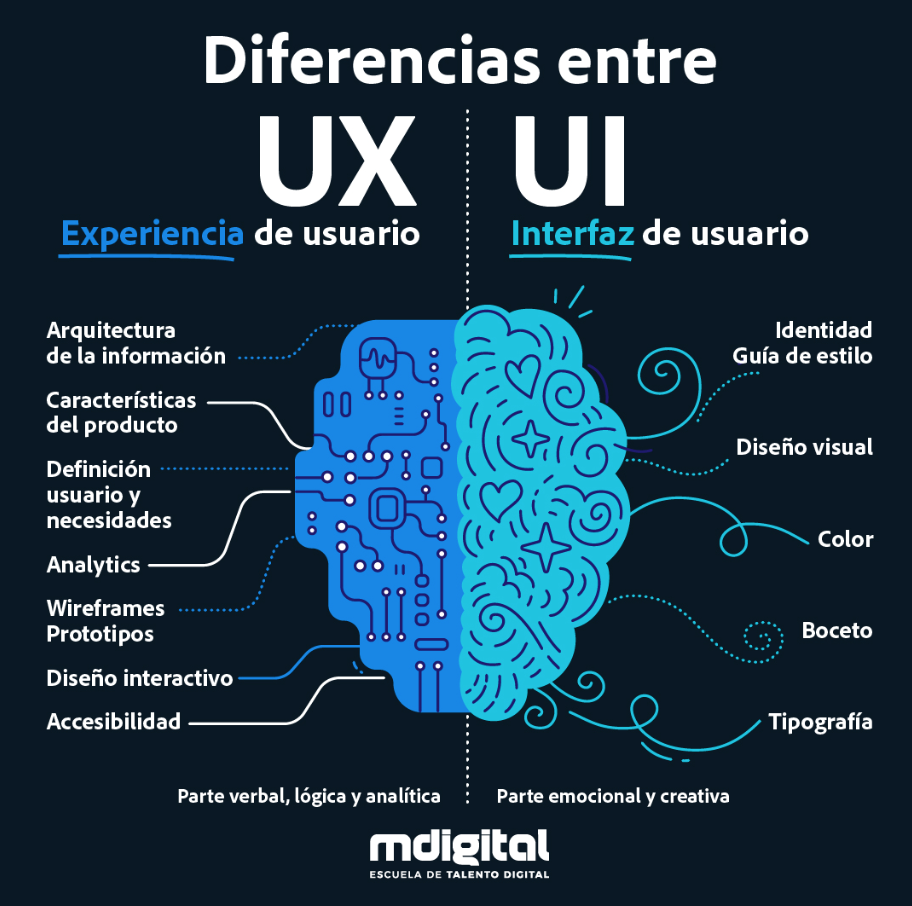 Diferencias entre
UX
Experiencia de usuario
Arquitectura
de la información
Características
del producto
Definición
usuario y
necesidades
Analytics
Wireframes
Prototipos
Diseño interactivo
Accesibilidad
Parte verbal, lógica y analítica
UI
Interfaz de usuario
Identidad
Guía de estilo
Diseño visual
Color
Boceto
Tipografía
Parte emocional y creativa
mdigital
ESCUELA DE TALENTO DIGITAL